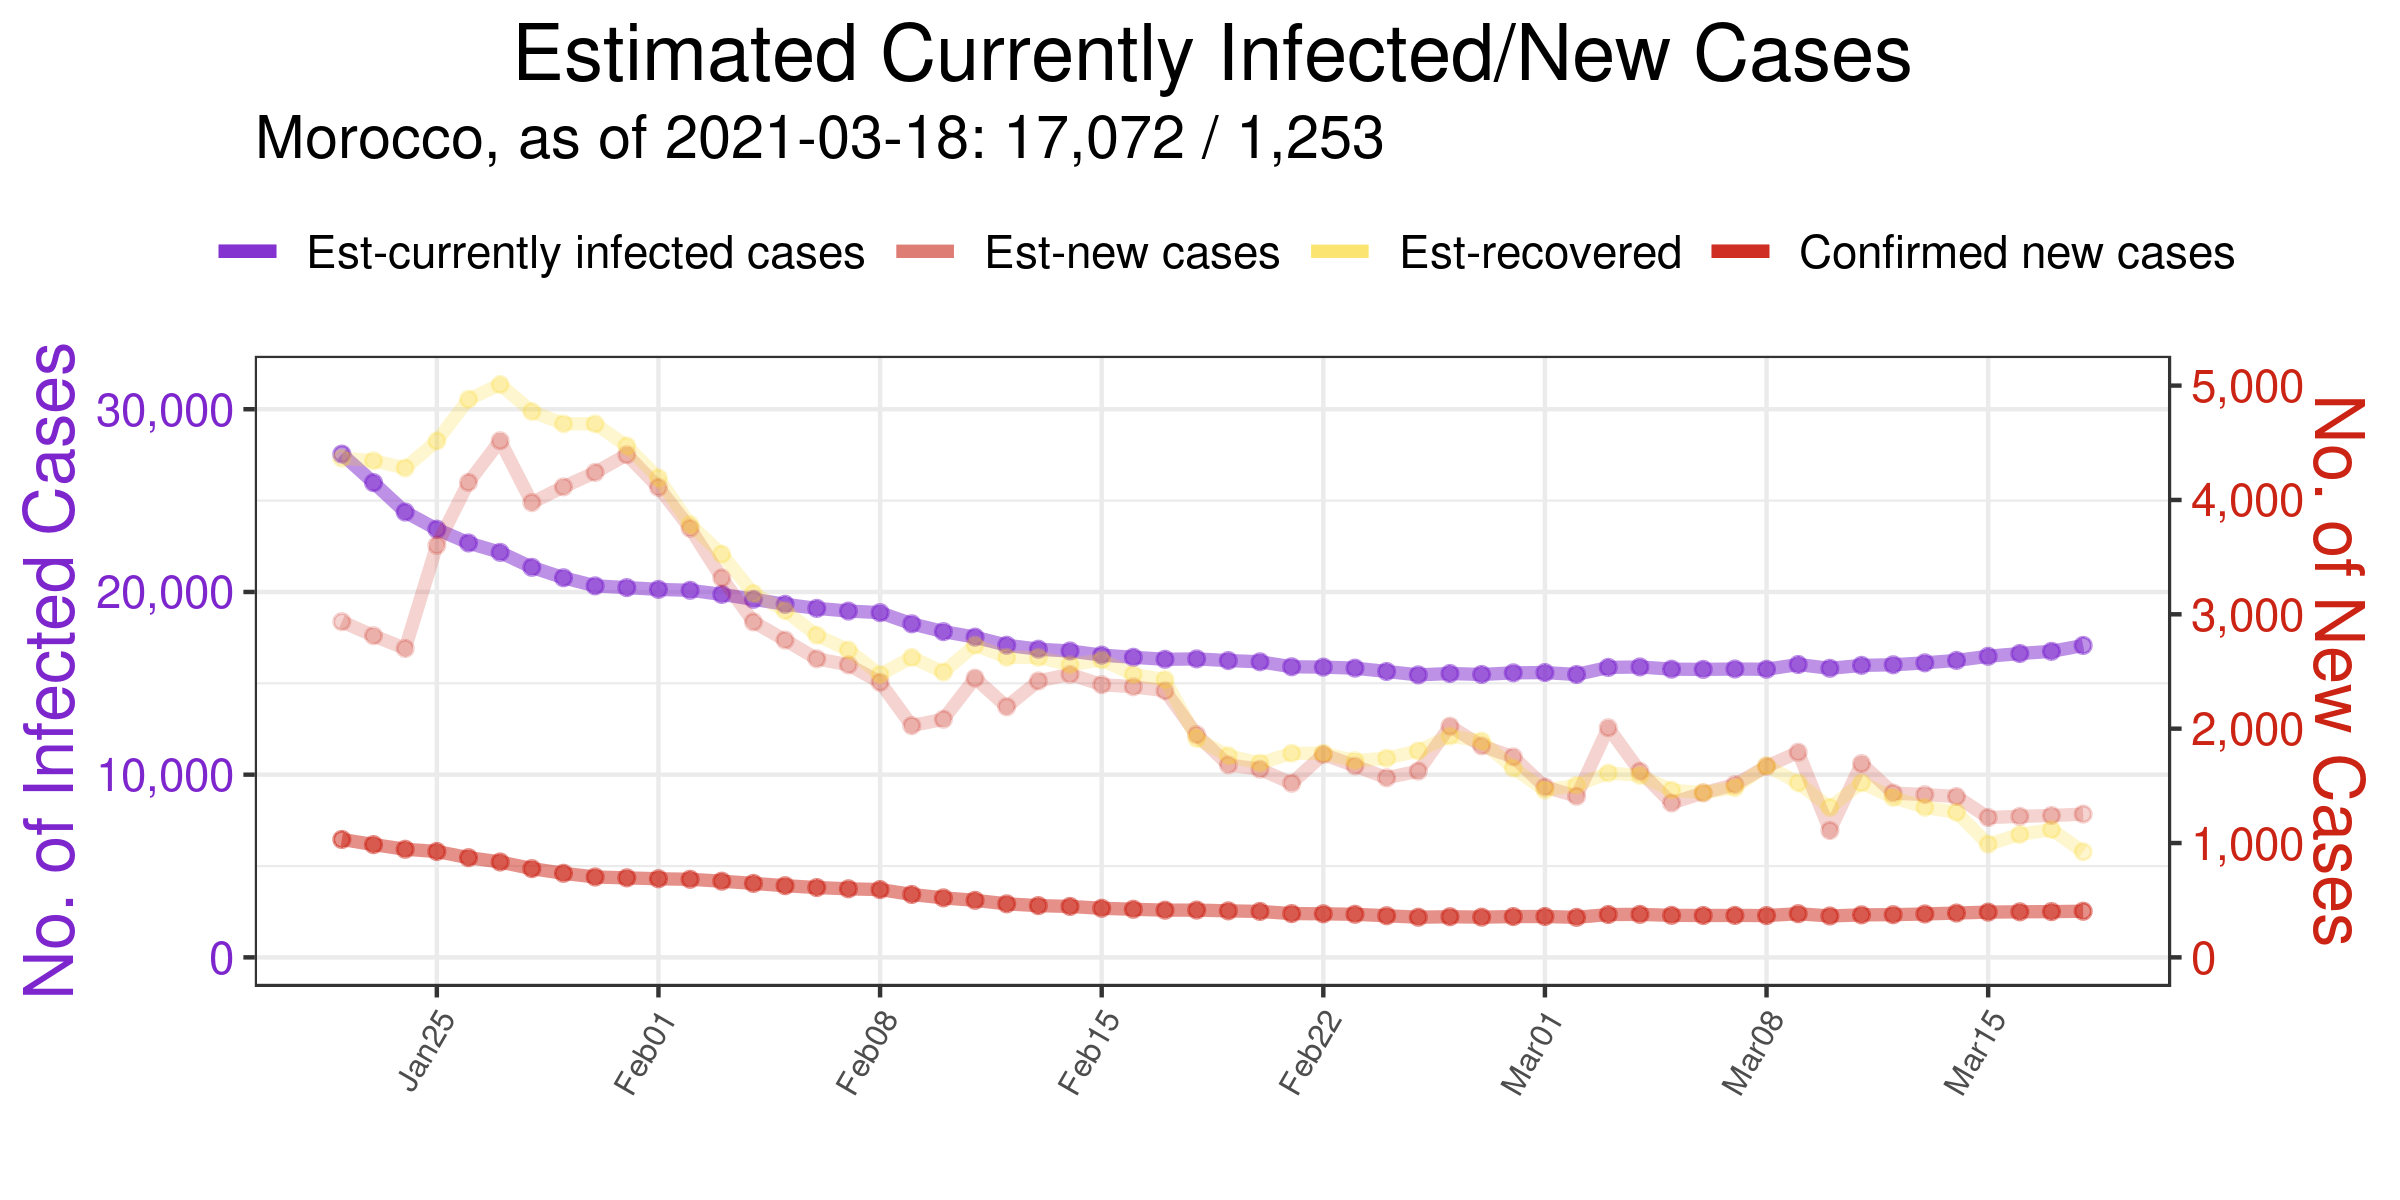 Estimated Currently Infected/New Cases
Morocco, as of 2021-03-18: 17,072 / 1,253
Est-currently infected cases Est-new cases Est-recovered Confirmed new cases
No. of Infected Cases
30,000
20,000
10,000
0
5,000
4,000
3,000
2,000
1,000
0
No. of New Cases
Jan25 Feb01 Feb08 Feb15 Feb22 Mar01 Mar08 Mar15